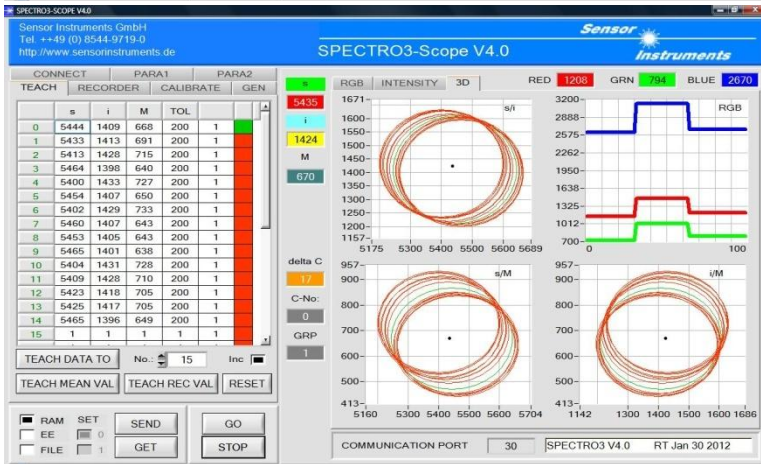 SPECTRO3-SCOPE V4.0
Sensor Instruments GmbH
Tel. ++49 (0) 8544-9719-0
http://www.sensorinstruments.de
SPECTRO3-Scope V4.0
Sensor
Instruments
CONNECT PARA1 PARA2
TEACH RECORDER CALIBRATE GEN
s i M TOL
0 5444 1409 668 200 1
1 5433 1413 691 200 1
2 5413 1428 715 200 1
3 5464 1398 640 200 1
4 5400 1433 727 200 1
5 5454 1407 650 200 1
6 5402 1429 733 200 1
7 5460 1407 643 200 1
8 5453 1405 643 200 1
9 5465 1401 638 200 1
10 5404 1431 728 200 1
11 5409 1428 710 200 1
12 5423 1418 705 200 1
13 5425 1417 705 200 1
14 5465 1396 649 200 1
15 1 1 1 1 1
TEACH DATA TO No.: 15 Inc
TEACH MEAN VAL TEACH REC VAL RESET
RAM SET SEND GO
EE 0
FILE 1 GET STOP
s
5435
i
1424
M
670
delta C
17
C-No:
0
GRP
1
RGB INTENSITY 3D
RED 1208 GRN 794 BLUE 2670
s/i
1671
1600
1550
1500
1450
1400
1350
1300
1250
1200
1157
5175 5300 5400 5500 5600 5689
RGB
3200
2888
2575
2262
1950
1638
1325
1012
700
0 100
s/M
957
900
800
700
600
500
413
5160 5300 5400 5500 5600 5704
i/M
957
900
800
700
600
500
413
1142 1300 1400 1500 1600 1686
COMMUNICATION PORT 30 SPECTRO3 V4.0 RT Jan 30 2012